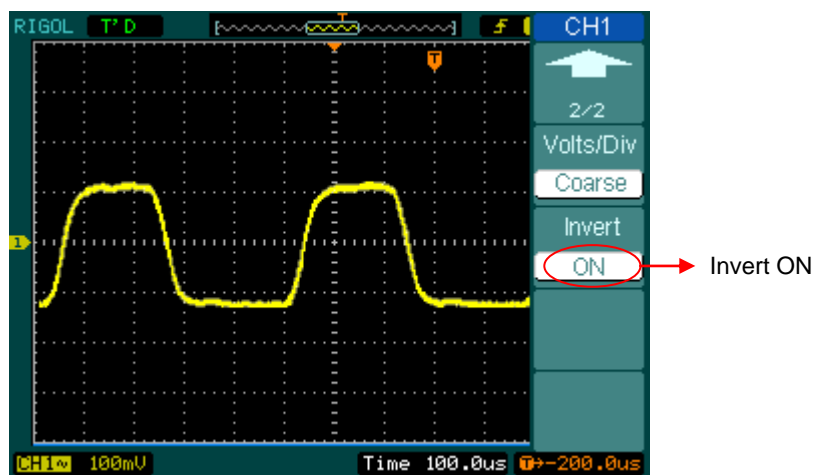 RIGOL T'D T CH1
T
2/2
Volts/Div
Coarse
Invert
ON
Invert ON
1
CH1~ 100mV Time 100.0us T→-200.0us